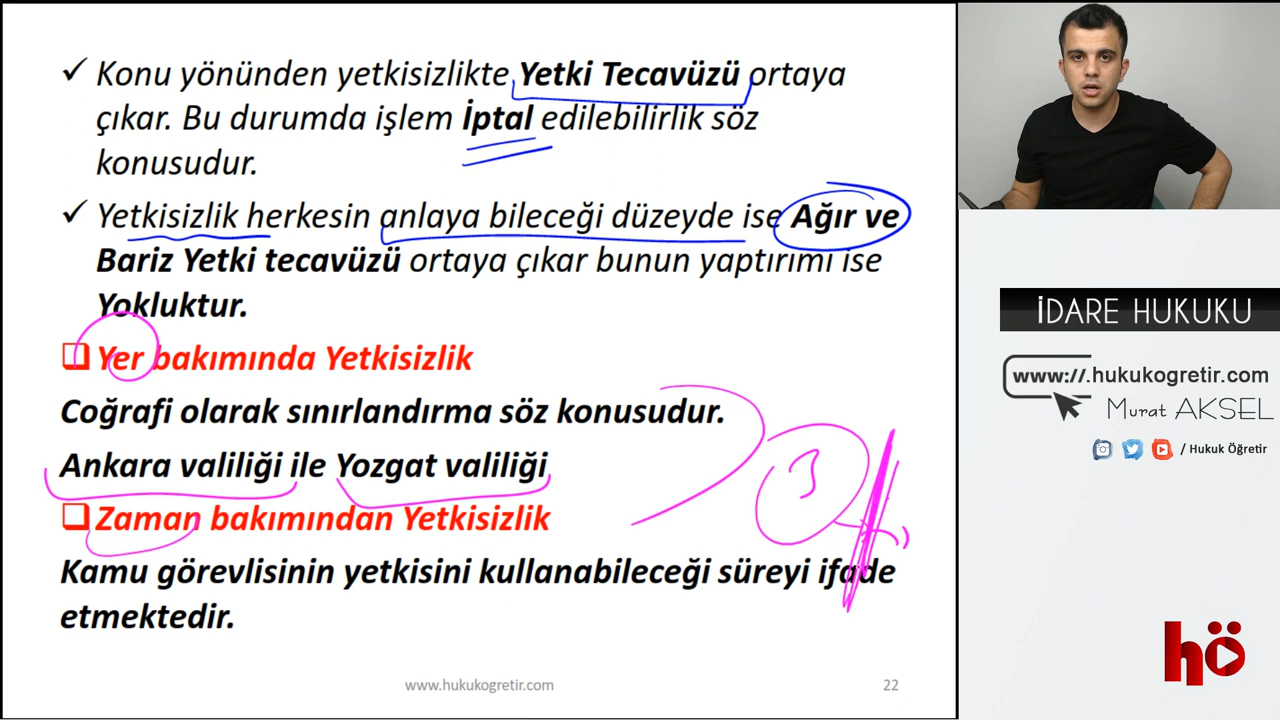 ✓ Konu yönünden yetkisizlikte Yetki Tecavüzü ortaya
çıkar. Bu durumda işlem İptal edilebilirlik söz
konusudur.
✓ Yetkisizlik herkesin anlaya bileceği düzeyde ise Ağır ve
Bariz Yetki tecavüzü ortaya çıkar bunun yaptırımı ise
Yokluktur.
❑ Yer bakımında Yetkisizlik
Coğrafi olarak sınırlandırma söz konusudur.
Ankara valiliği ile Yozgat valiliği
❑ Zaman bakımından Yetkisizlik
Kamu görevlisinin yetkisini kullanabileceği süreyi ifade
etmektedir.
www.hukukogretir.com
22
İDARE HUKUKU
www://.hukukogretir.com
Murat AKSEL
/ Hukuk Öğretir
hö